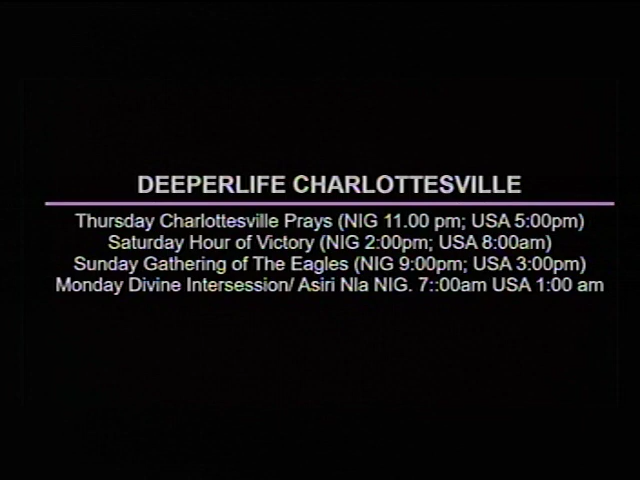 DEEPERLIFE CHARLOTTESVILLE
Thursday Charlottesville Prays (NIG 11.00 pm; USA 5:00pm)
Saturday Hour of Victory (NIG 2:00pm; USA 8:00am)
Sunday Gathering of The Eagles (NIG 9:00pm; USA 3:00pm)
Monday Divine Intersession/ Asiri Nla NIG. 7::00am USA 1:00 am